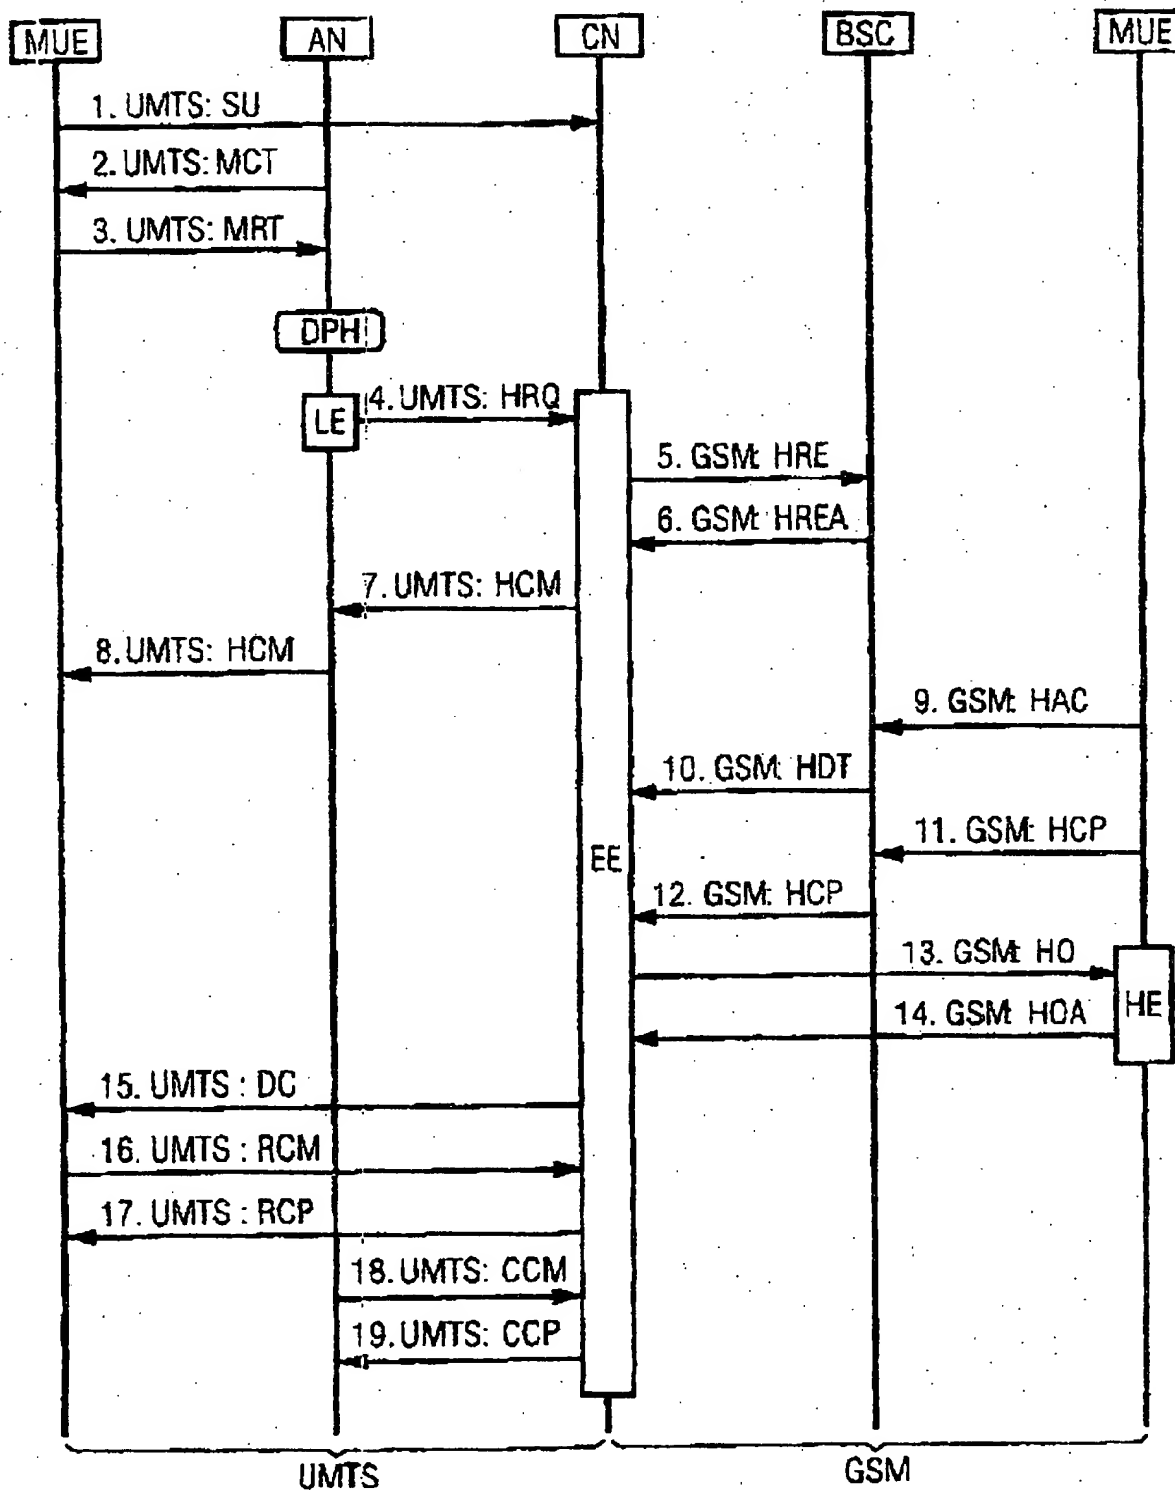 MUE AN CN BSC MUE
1. UMTS: SU
2. UMTS: MCT
3. UMTS: MRT
DPH
LE
4. UMTS: HRQ
5. GSM: HRE
6. GSM: HREA
7. UMTS: HCM
8. UMTS: HCM
9. GSM: HAC
10. GSM: HDT
11. GSM: HCP
EE
12. GSM: HCP
13. GSM: HO
HE
14. GSM: HOA
15. UMTS : DC
16. UMTS : RCM
17. UMTS : RCP
18. UMTS: CCM
19. UMTS: CCP
UMTS GSM